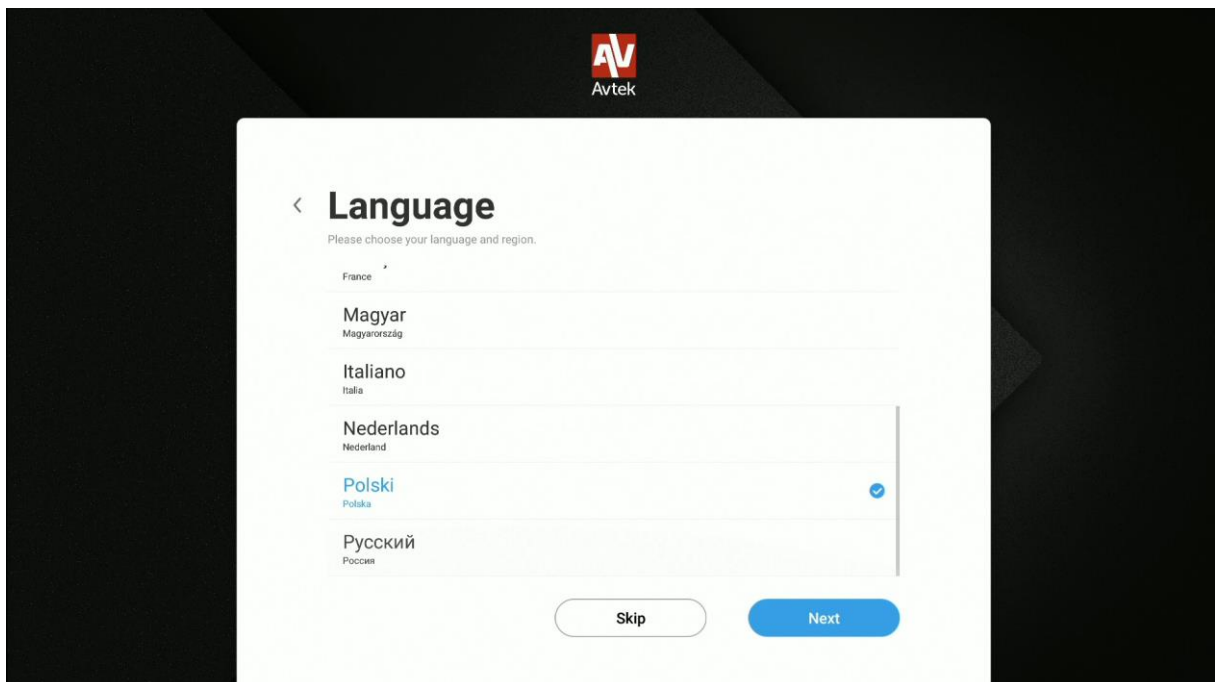 AV
Avtek
Language
Please choose your language and region.
France
Magyar
Magyarország
Italiano
Italia
Nederlands
Nederland
Polski
Polska
Русский
Россия
Skip
Next